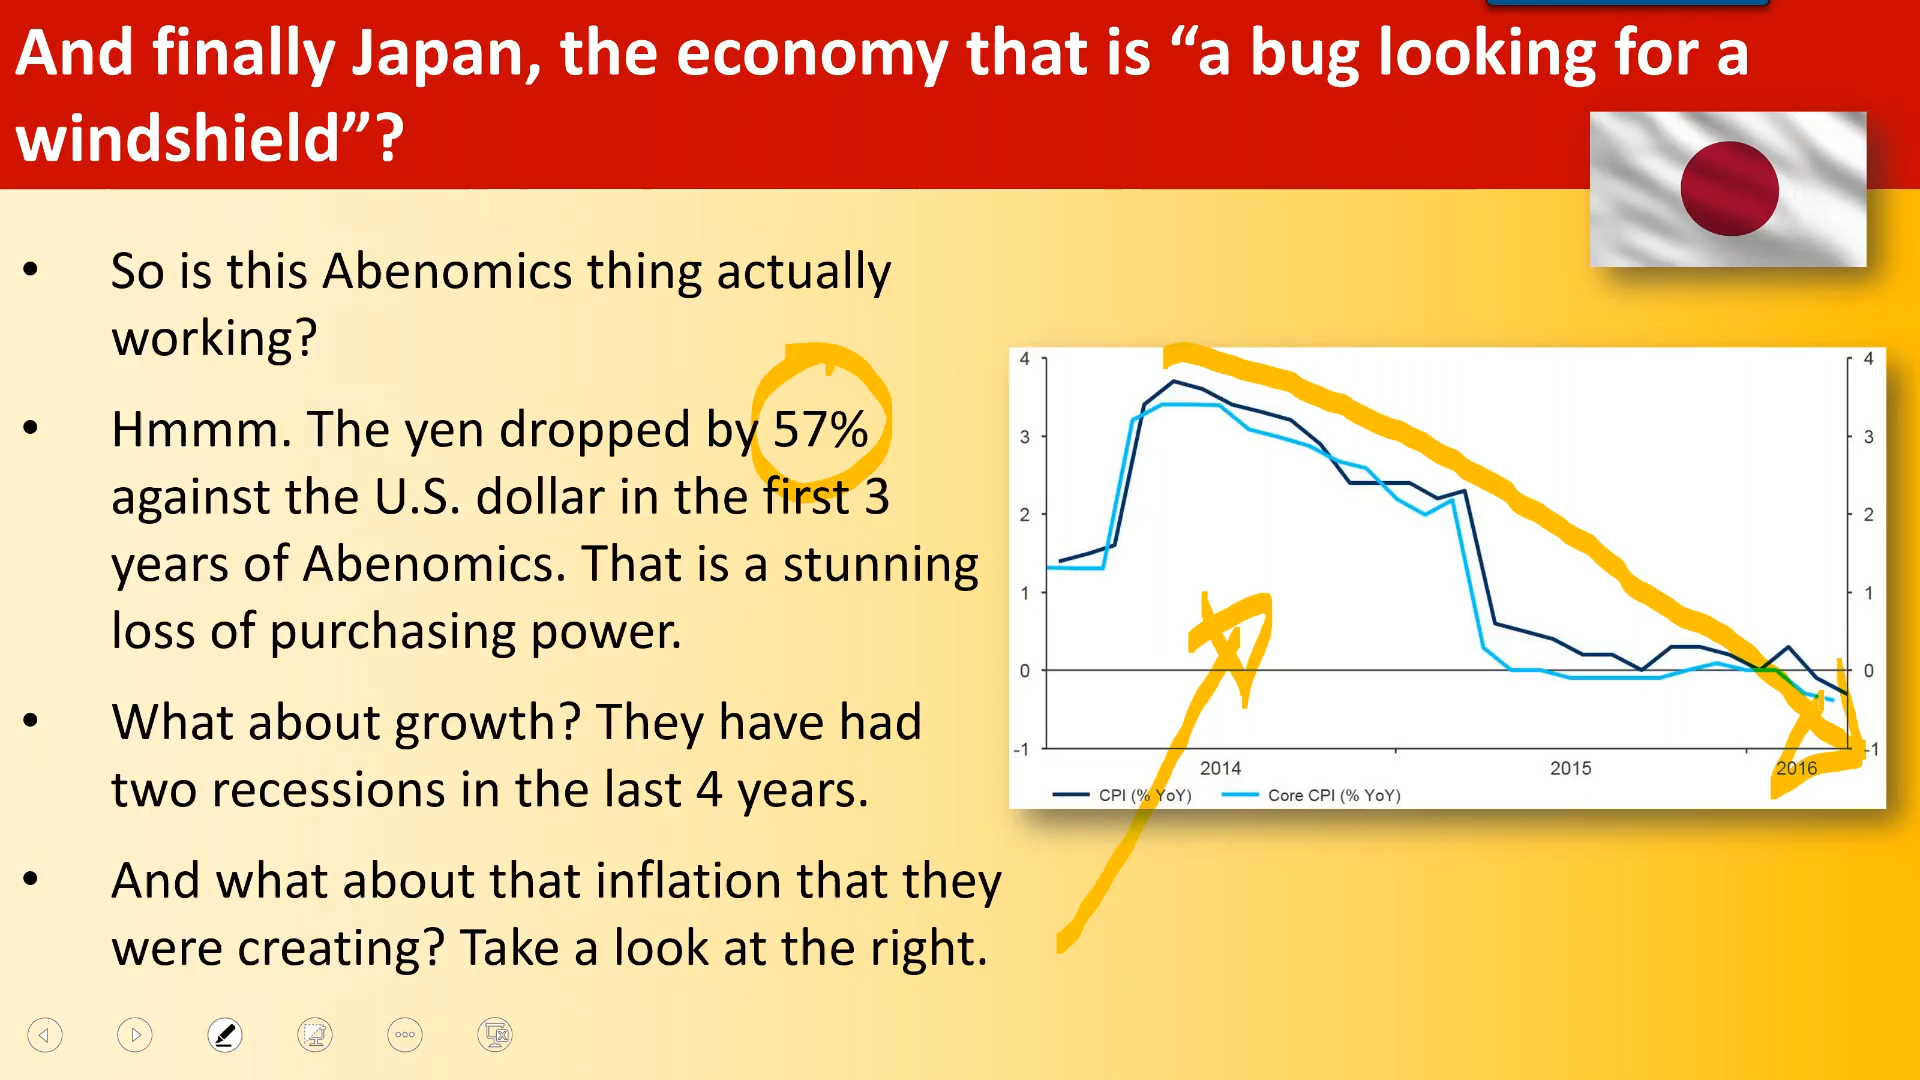 And finally Japan, the economy that is “a bug looking for a
windshield”?
• So is this Abenomics thing actually
working?
• Hmmm. The yen dropped by 57%
against the U.S. dollar in the first 3
years of Abenomics. That is a stunning
loss of purchasing power.
• What about growth? They have had
two recessions in the last 4 years.
• And what about that inflation that they
were creating? Take a look at the right.
4 4
3 3
2 2
1 1
0 0
-1 -1
2014 2015 2016
CPI (% YoY) Core CPI (% YoY)